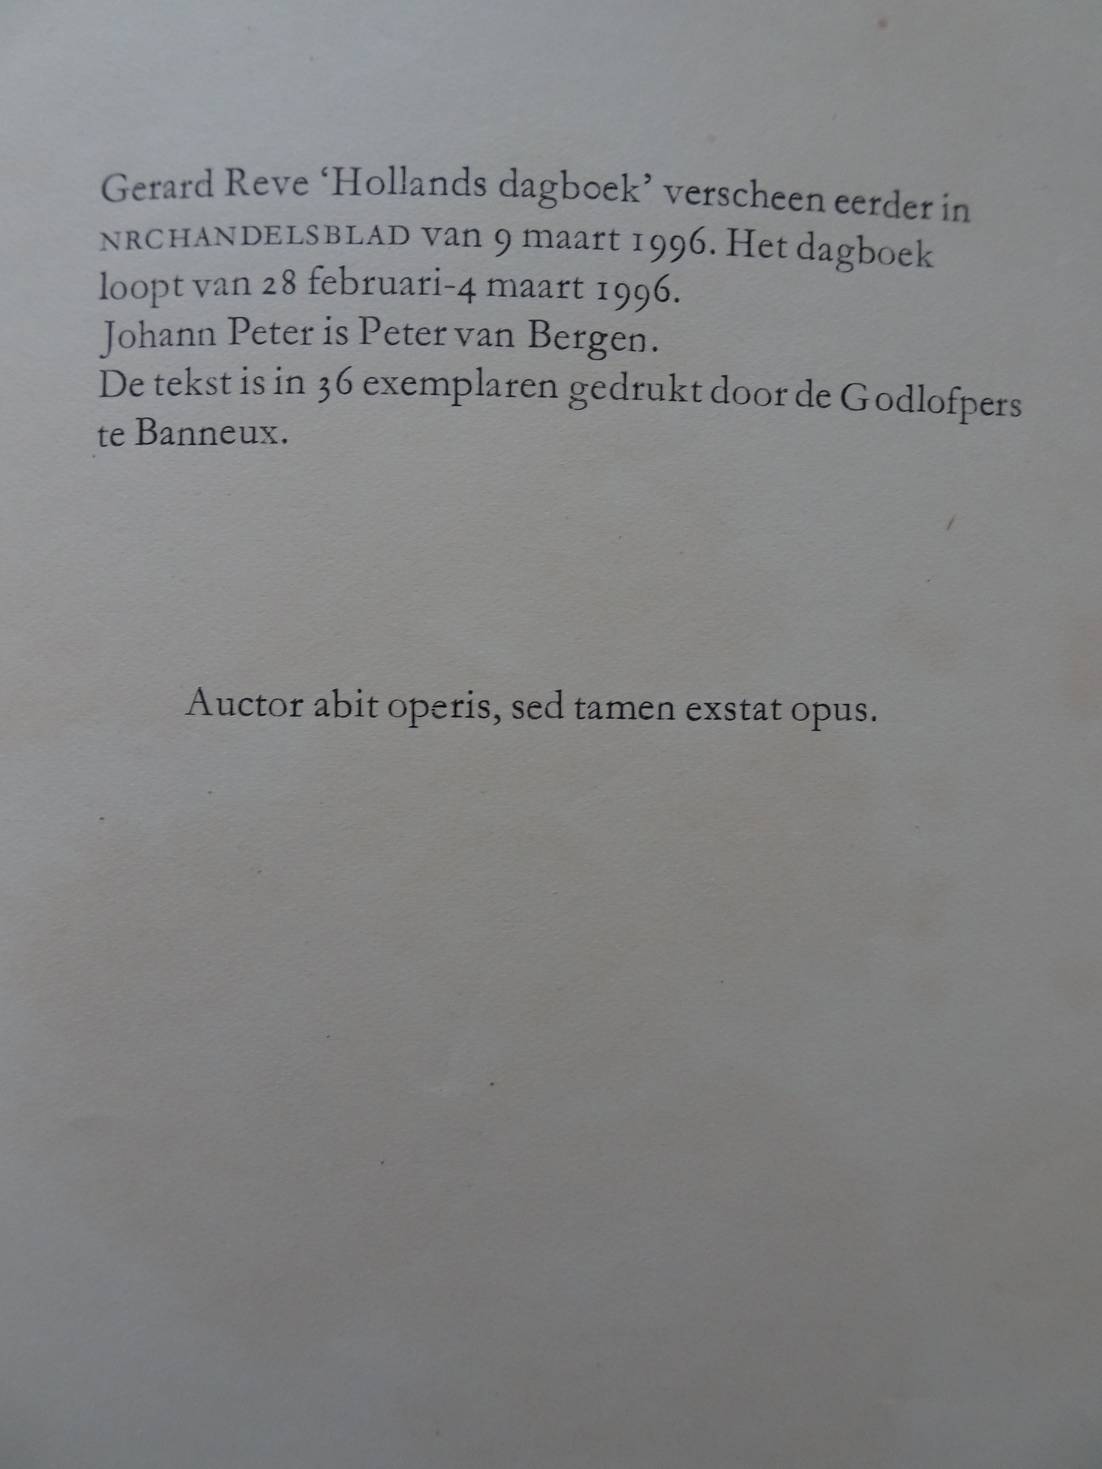 Gerard Reve ‘Hollands dagboek’ verscheen eerder in
NRCHANDELSBLAD van 9 maart 1996. Het dagboek
loopt van 28 februari-4 maart 1996.
Johann Peter is Peter van Bergen.
De tekst is in 36 exemplaren gedrukt door de Godlofpers
te Banneux.
Auctor abit operis, sed tamen exstat opus.